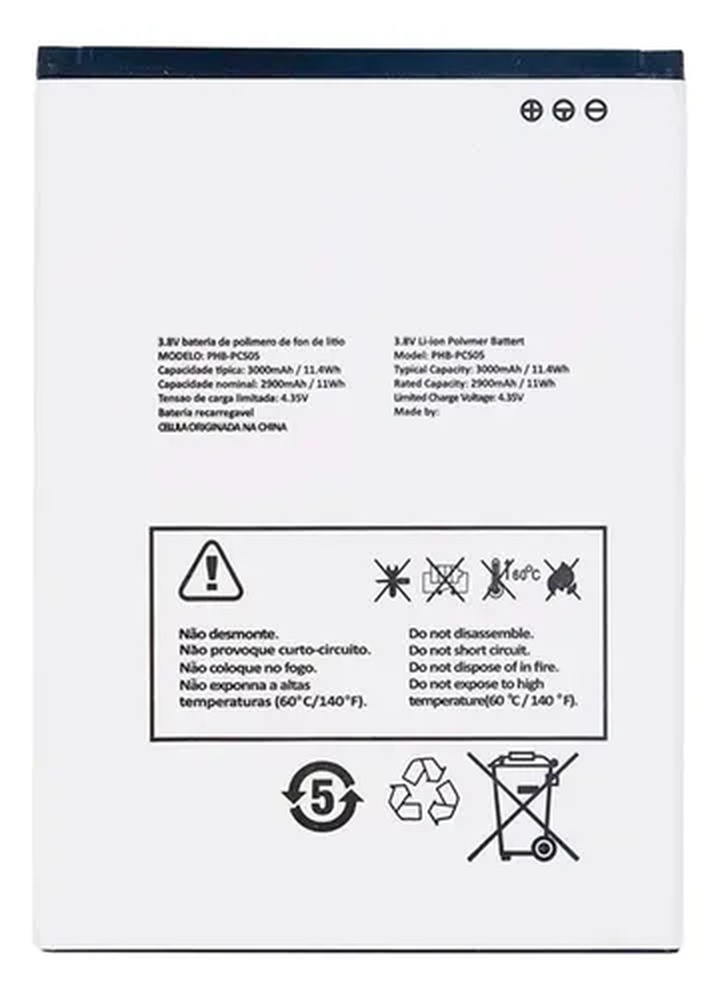 3.8V bateria de polimero de fon de litio
MODELO: PHB-PCS05
Capacidade típica: 3000mAh / 11.4Wh
Capacidade nominal: 2900mAh / 11Wh
Tensao de carga limitada: 4.35V
Bateria recarregavel
CELULA ORIGINADA NA CHINA
3.8V Li-ion Polvmer Battert
Model: PHB-PCS05
Typical Capacity: 3000mAh / 11.4Wh
Rated Capacity: 2900mAh / 11Wh
Limited Charge Voltage: 4.35V
Made by:
60°C
Não desmonte.
Não provoque curto-circuito.
Não coloque no fogo.
Não exponna a altas
temperaturas (60°C/140°F).
Do not disassemble.
Do not short circuit.
Do not dispose of in fire.
Do not expose to high
temperature(60 °C / 140 °F).
5